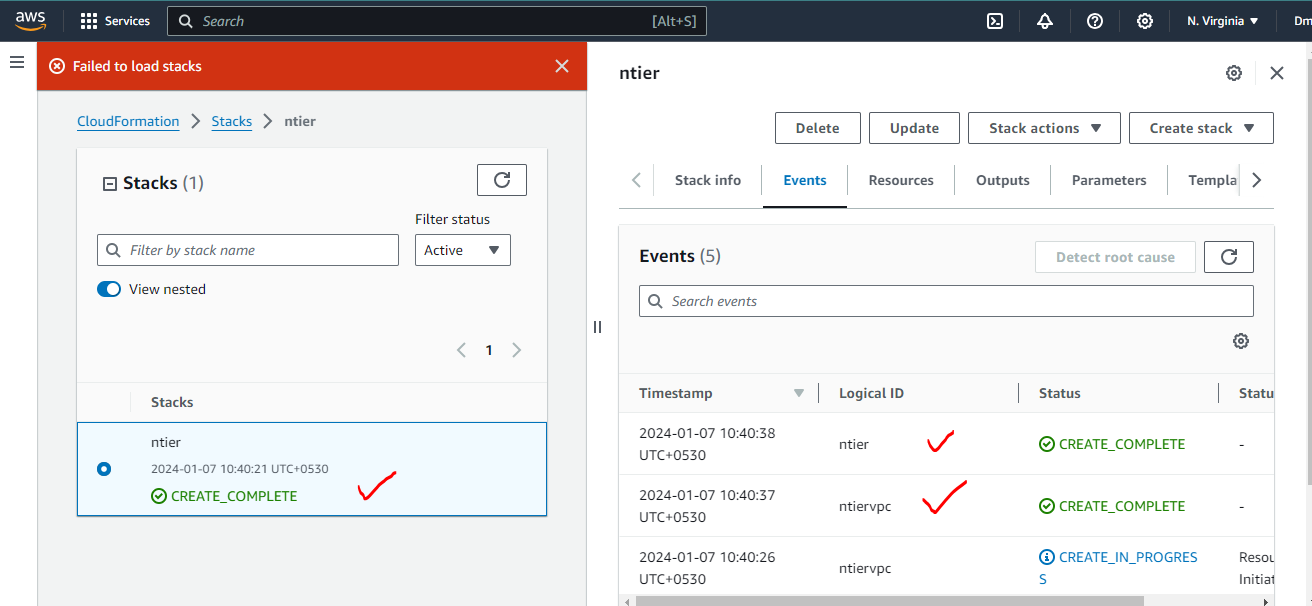 aws
Services
Search
[Alt+S]
N. Virginia
Dm
Failed to load stacks
CloudFormation
Stacks
ntier
Stacks (1)
Filter status
Filter by stack name
Active
View nested
1
Stacks
ntier
2024-01-07 10:40:21 UTC+0530
CREATE_COMPLETE
ntier
Delete
Update
Stack actions
Create stack
Stack info
Events
Resources
Outputs
Parameters
Templa
Events (5)
Detect root cause
Search events
Timestamp
Logical ID
Status
Statu
2024-01-07 10:40:38
UTC+0530
ntier
CREATE_COMPLETE
-
2024-01-07 10:40:37
UTC+0530
ntiervpc
CREATE_COMPLETE
-
2024-01-07 10:40:26
UTC+0530
ntiervpc
CREATE_IN_PROGRES
S
Resou
Initiat